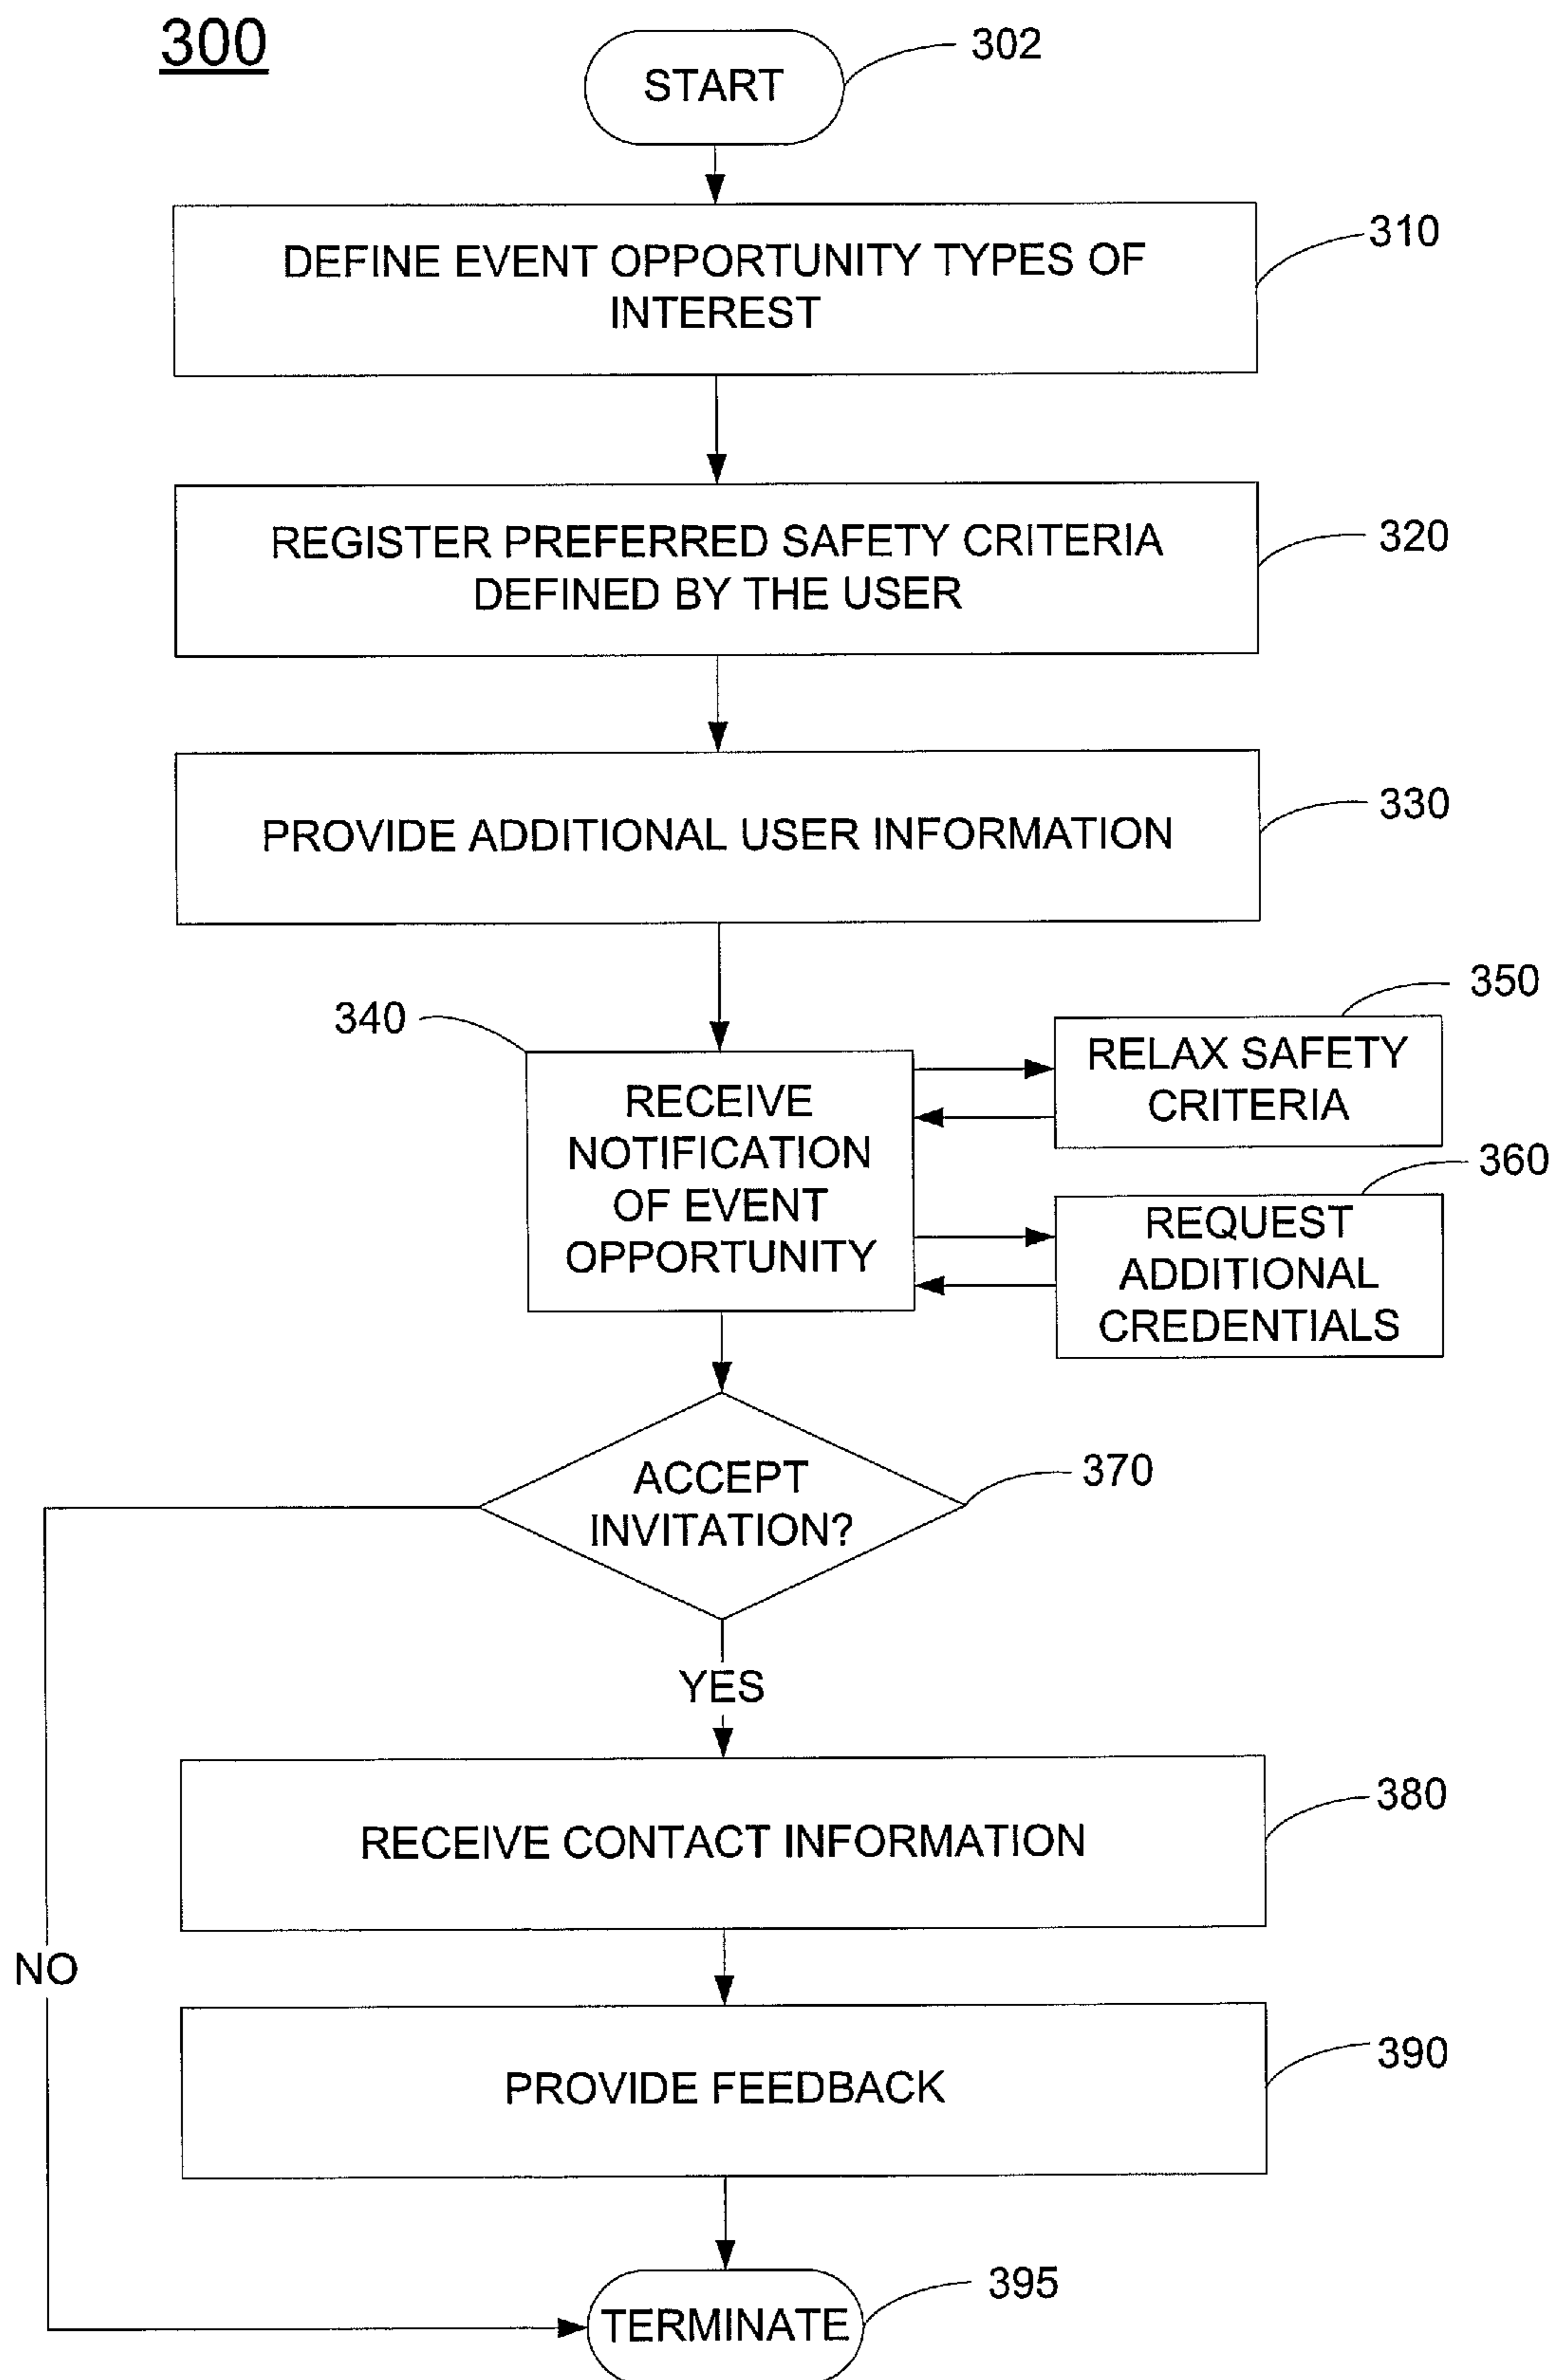 300
START
302
DEFINE EVENT OPPORTUNITY TYPES OF
INTEREST
310
REGISTER PREFERRED SAFETY CRITERIA
DEFINED BY THE USER
320
PROVIDE ADDITIONAL USER INFORMATION
330
340
RECEIVE
NOTIFICATION
OF EVENT
OPPORTUNITY
350
RELAX SAFETY
CRITERIA
360
REQUEST
ADDITIONAL
CREDENTIALS
ACCEPT
INVITATION?
370
YES
RECEIVE CONTACT INFORMATION
380
NO
PROVIDE FEEDBACK
390
TERMINATE
395